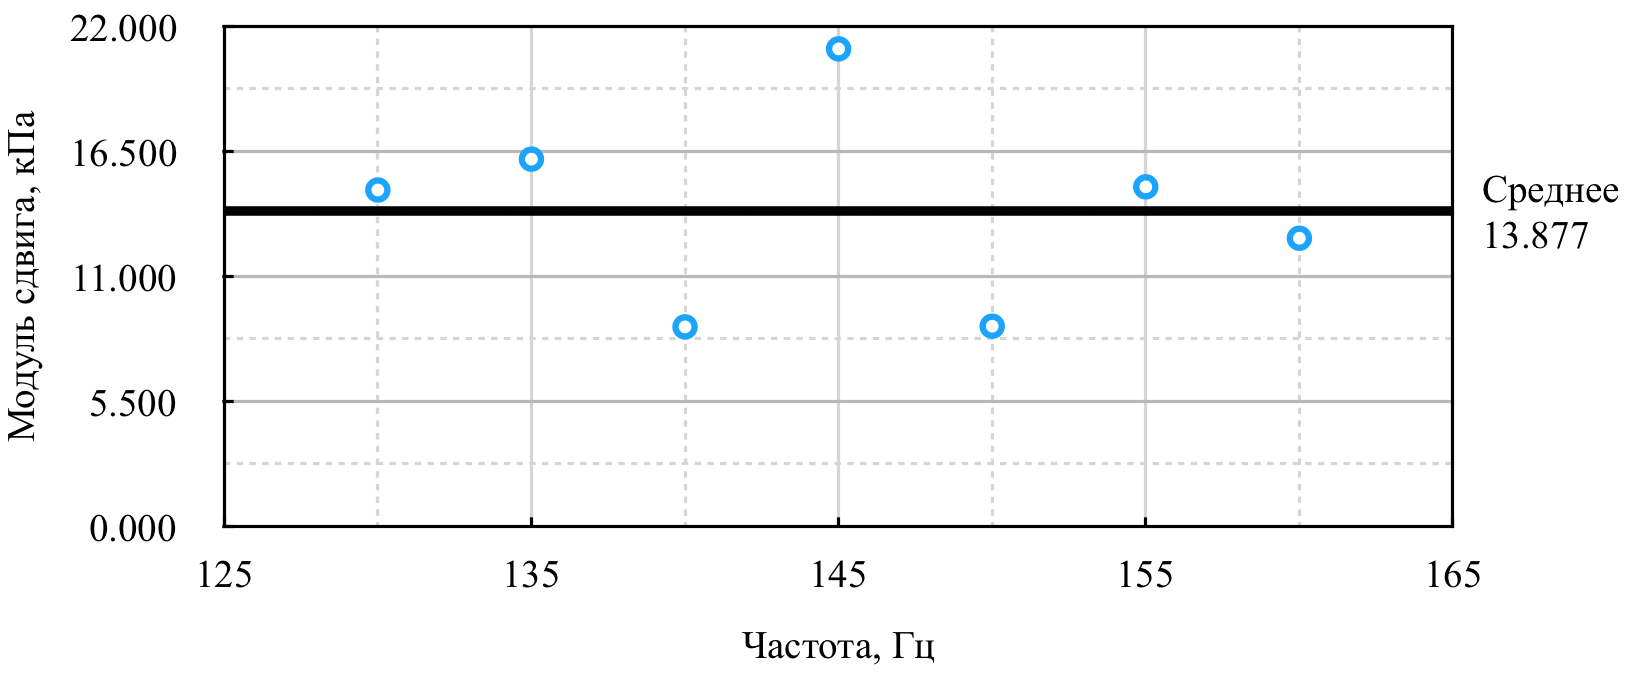 Модуль сдвига, кПа
22.000
16.500
11.000
5.500
0.000
125 135 145 155 165
Частота, Гц
Среднее
13.877